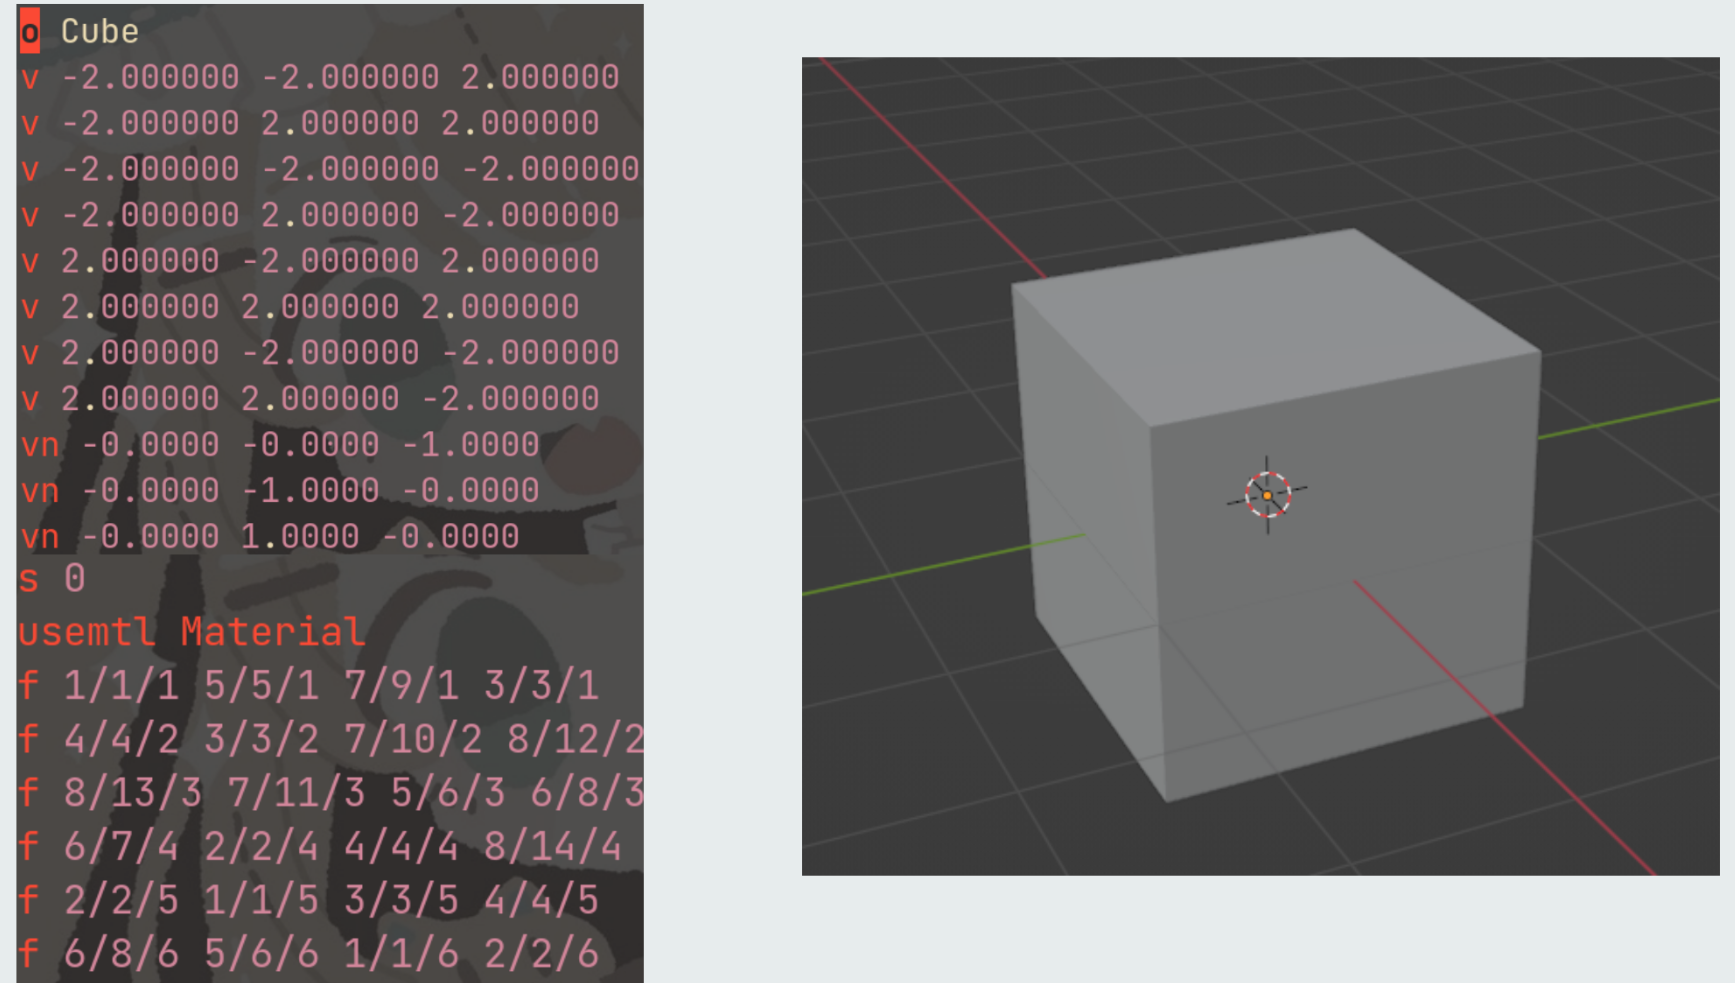 o Cube
v -2.000000 -2.000000 2.000000
v -2.000000 2.000000 2.000000
v -2.000000 -2.000000 -2.000000
v -2.000000 2.000000 -2.000000
v 2.000000 -2.000000 2.000000
v 2.000000 2.000000 2.000000
v 2.000000 -2.000000 -2.000000
v 2.000000 2.000000 -2.000000
vn -0.0000 -0.0000 -1.0000
vn -0.0000 -1.0000 -0.0000
vn -0.0000 1.0000 -0.0000
s 0
usemtl Material
f 1/1/1 5/5/1 7/9/1 3/3/1
f 4/4/2 3/3/2 7/10/2 8/12/2
f 8/13/3 7/11/3 5/6/3 6/8/3
f 6/7/4 2/2/4 4/4/4 8/14/4
f 2/2/5 1/1/5 3/3/5 4/4/5
f 6/8/6 5/6/6 1/1/6 2/2/6